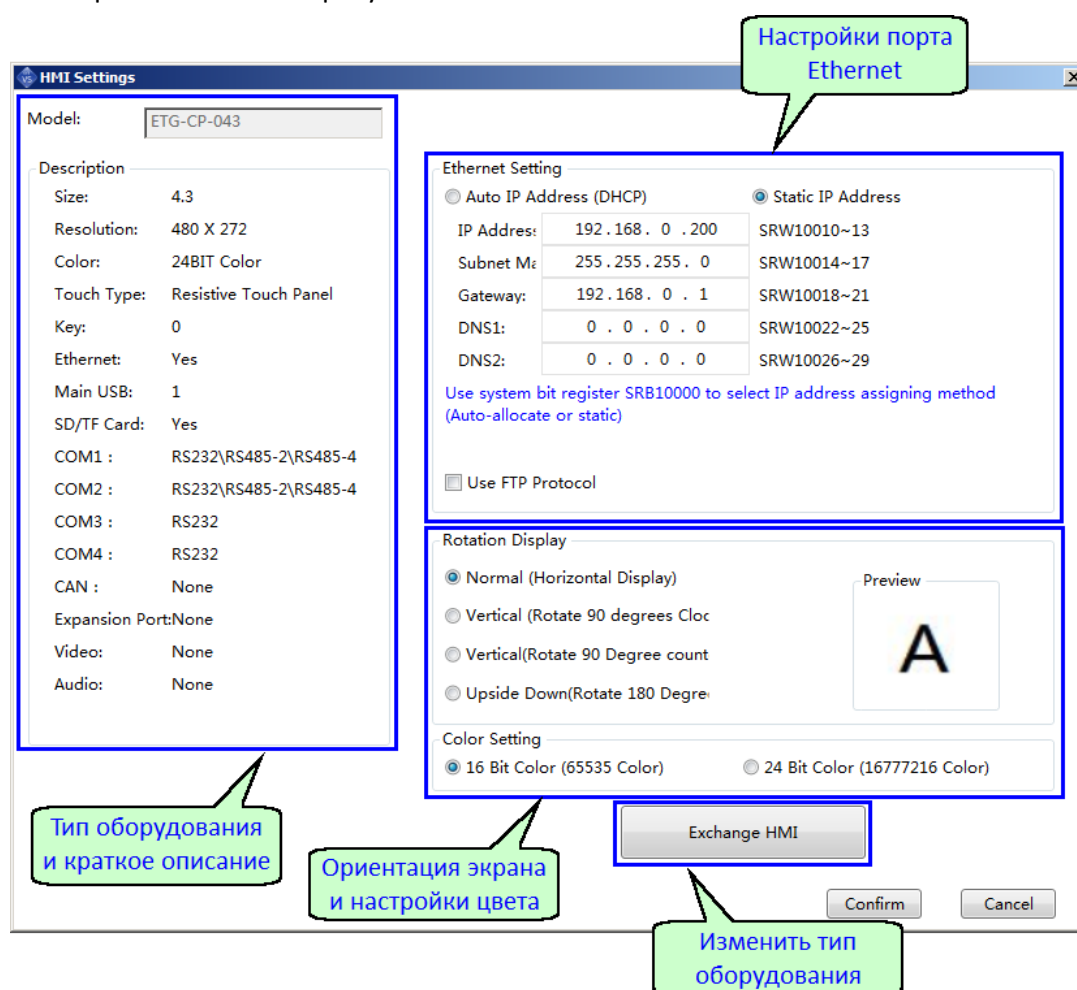 Настройки порта
Ethernet
HMI Settings
Model: ETG-CP-043
Description
Size: 4.3
Resolution: 480 X 272
Color: 24BIT Color
Touch Type: Resistive Touch Panel
Key: 0
Ethernet: Yes
Main USB: 1
SD/TF Card: Yes
COM1 : RS232\RS485-2\RS485-4
COM2 : RS232\RS485-2\RS485-4
COM3 : RS232
COM4 : RS232
CAN : None
Expansion Port:None
Video: None
Audio: None
Ethernet Setting
Auto IP Address (DHCP) Static IP Address
IP Address 192.168. 0 .200 SRW10010~13
Subnet Ma 255.255.255. 0 SRW10014~17
Gateway: 192.168. 0 . 1 SRW10018~21
DNS1: 0 . 0 . 0 . 0 SRW10022~25
DNS2: 0 . 0 . 0 . 0 SRW10026~29
Use system bit register SRB10000 to select IP address assigning method
(Auto-allocate or static)
Use FTP Protocol
Rotation Display
Normal (Horizontal Display)
Vertical (Rotate 90 degrees Cloc
Vertical(Rotate 90 Degree count
Upside Down(Rotate 180 Degre
Preview
A
Color Setting
16 Bit Color (65535 Color) 24 Bit Color (16777216 Color)
Тип оборудования
и краткое описание
Ориентация экрана
и настройки цвета
Exchange HMI
Confirm Cancel
Изменить тип
оборудования